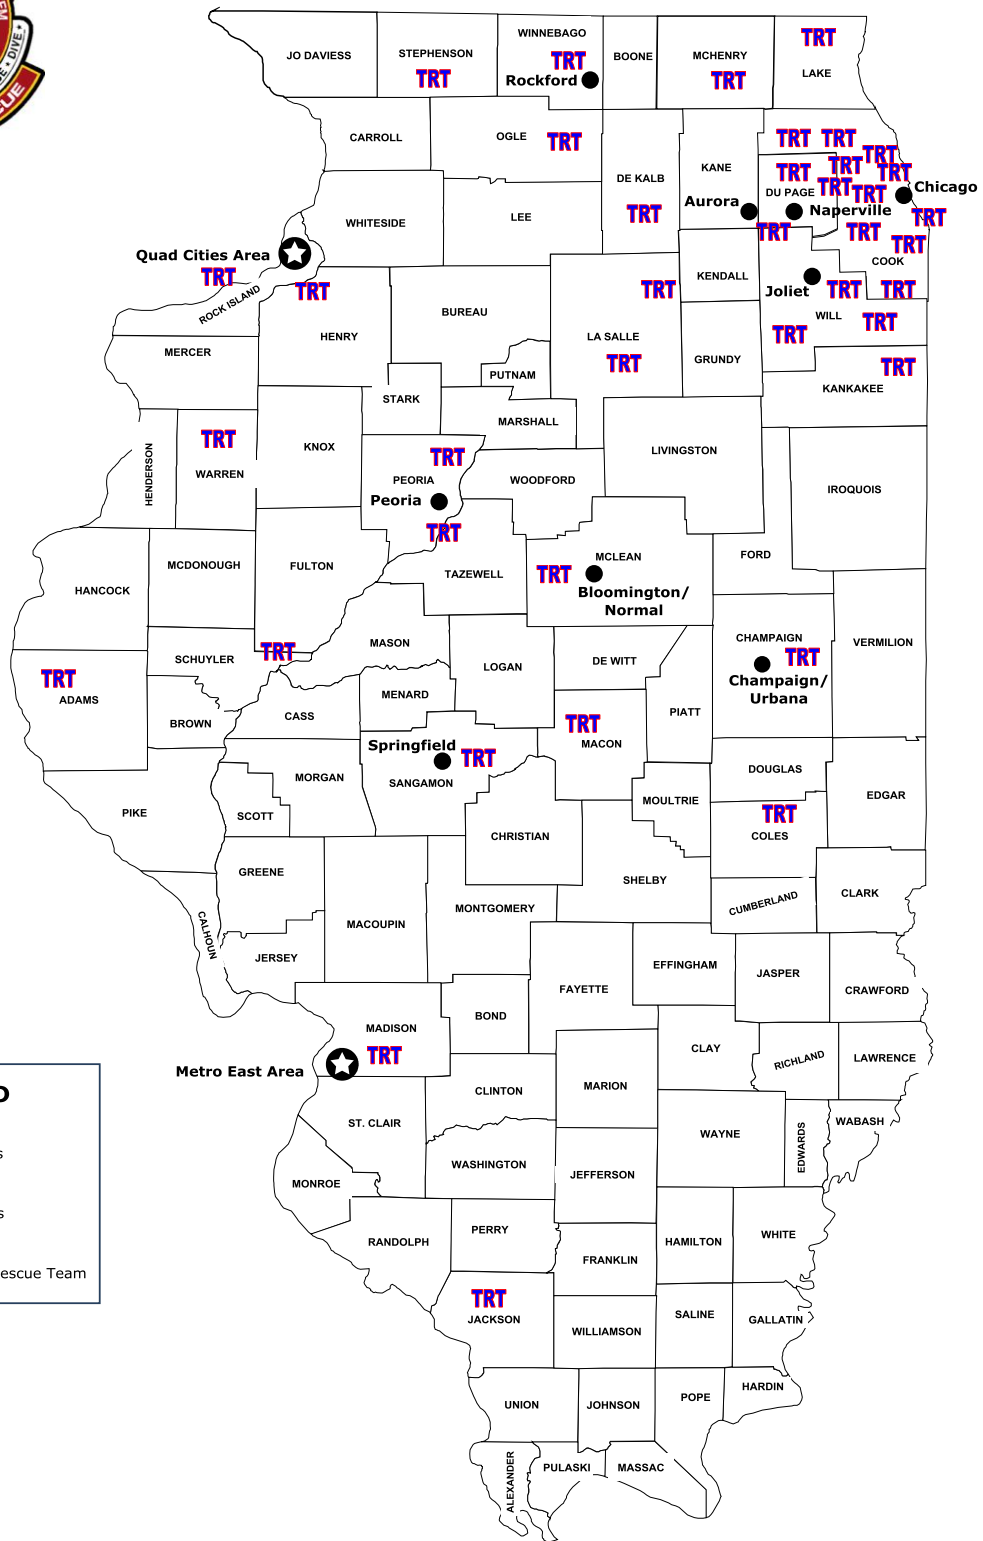 DIVE
WINNEBAGO
JO DAVIESS
STEPHENSON
TRT
TRT
Rockford
BOONE
MCHENRY
TRT
TRT
LAKE
CARROLL
OGLE
TRT
DE KALB
TRT
KANE
TRT
TRT
TRT
TRT
TRT
TRT
DU PAGE
TRT
TRT
Chicago
Aurora
Naperville
TRT
TRT
TRT
TRT
COOK
WHITESIDE
LEE
Quad Cities Area
TRT
ROCK ISLAND
TRT
HENRY
BUREAU
TRT
KENDALL
Joliet
TRT
TRT
WILL
TRT
TRT
LA SALLE
TRT
GRUNDY
TRT
KANKAKEE
MERCER
PUTNAM
STARK
MARSHALL
HENDERSON
TRT
WARREN
KNOX
TRT
PEORIA
Peoria
TRT
WOODFORD
LIVINGSTON
IROQUOIS
HANCOCK
MCDONOUGH
FULTON
TAZEWELL
MCLEAN
TRT
Bloomington/
Normal
FORD
TRT
SCHUYLER
MASON
LOGAN
DE WITT
CHAMPAIGN
TRT
Champaign/
Urbana
VERMILION
TRT
ADAMS
BROWN
CASS
MENARD
PIATT
TRT
MACON
Springfield
TRT
SANGAMON
MORGAN
SCOTT
PIKE
CHRISTIAN
MOULTRIE
DOUGLAS
TRT
COLES
EDGAR
GREENE
SHELBY
CUMBERLAND
CLARK
CALHOUN
MACOUPIN
MONTGOMERY
JERSEY
FAYETTE
EFFINGHAM
JASPER
CRAWFORD
MADISON
TRT
Metro East Area
BOND
CLAY
RICHLAND
LAWRENCE
CLINTON
MARION
ST. CLAIR
WAYNE
EDWARDS
WABASH
WASHINGTON
JEFFERSON
MONROE
RANDOLPH
PERRY
HAMILTON
WHITE
FRANKLIN
TRT
JACKSON
WILLIAMSON
SALINE
GALLATIN
UNION
JOHNSON
POPE
HARDIN
ALEXANDER
PULASKI
MASSAC
escue Team